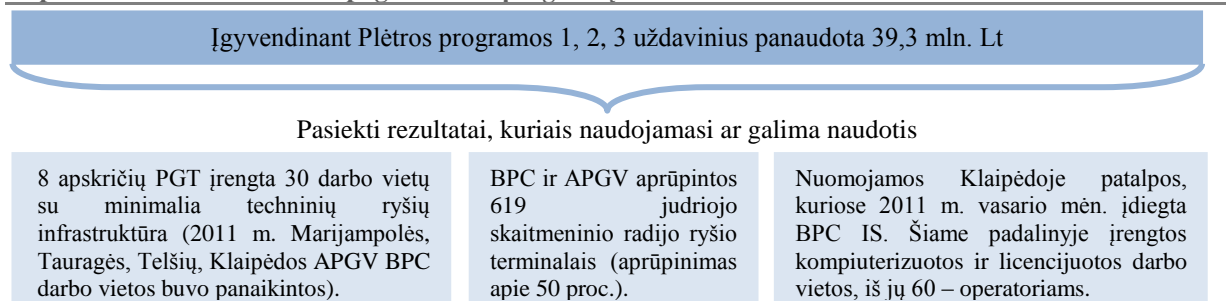 Įgyvendinant Plėtros programos 1, 2, 3 uždavinius panaudota 39,3 mln. Lt
Pasiekti rezultatai, kuriais naudojamasi ar galima naudotis
8 apskričių PGT įrengta 30 darbo vietų
su minimalia techninių ryšių
infrastruktūra (2011 m. Marijampolės,
Tauragės, Telšių, Klaipėdos APGV BPC
darbo vietos buvo panaikintos).
BPC ir APGV aprūpintos
619 judriojo
skaitmeninio radijo ryšio
terminalais (aprūpinimas
apie 50 proc.).
Nuomojamos Klaipėdoje patalpos,
kuriose 2011 m. vasario mėn. įdiegta
BPC IS. Šiame padalinyje įrengtos
kompiuterizuotos ir licencijuotos darbo
vietos, iš jų 60 – operatoriams.